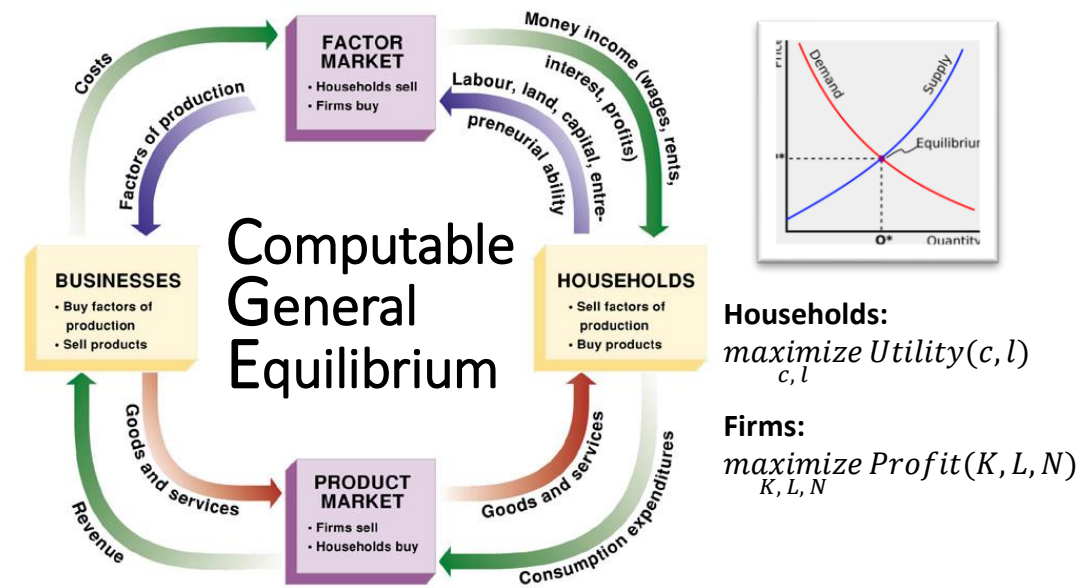 FACTOR
MARKET
• Households sell
• Firms buy
Costs
Factors of production
Money income (wages, rents,
interest, profits)
Labour, land, capital, entre-
preneurial ability
BUSINESSES
• Buy factors of
production
• Sell products
Computable
General
Equilibrium
HOUSEHOLDS
• Sell factors of
production
• Buy products
Goods and services
Revenue
PRODUCT
MARKET
• Firms sell
• Households buy
Goods and services
Consumption expenditures
Demand
Supply
Q*
Quantity
Households:
maximize Utility(c, l)
c, l
Firms:
maximize Profit(K, L, N)
K, L, N